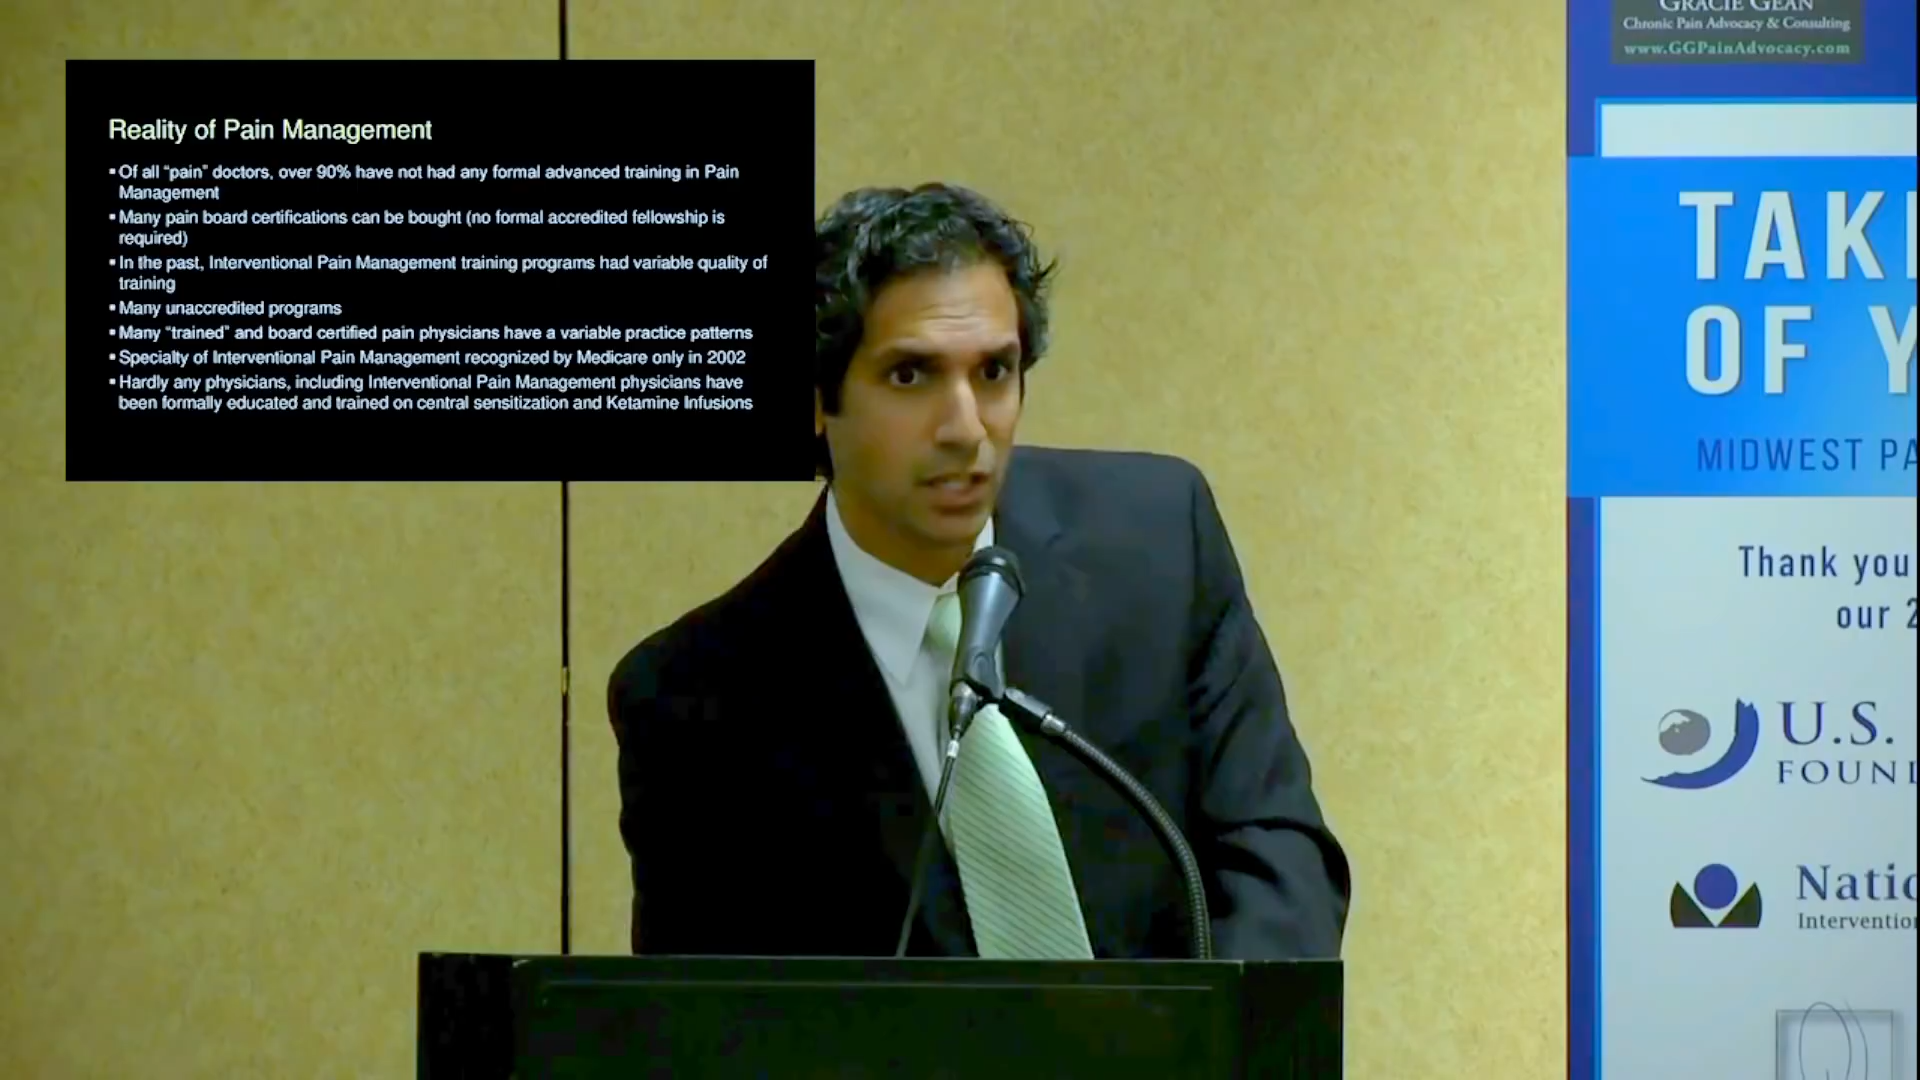 Reality of Pain Management
▪ Of all “pain” doctors, over 90% have not had any formal advanced training in Pain
Management
▪ Many pain board certifications can be bought (no formal accredited fellowship is
required)
▪ In the past, Interventional Pain Management training programs had variable quality of
training
▪ Many unaccredited programs
▪ Many “trained” and board certified pain physicians have a variable practice patterns
▪ Specialty of Interventional Pain Management recognized by Medicare only in 2002
▪ Hardly any physicians, including Interventional Pain Management physicians have
been formally educated and trained on central sensitization and Ketamine Infusions
GRACIE GEAN
Chronic Pain Advocacy & Consulting
www.GGPainAdvocacy.com
TAK
OF Y
MIDWEST PA
Thank you
our 2
U.S.
FOUN
Natio
Interventio